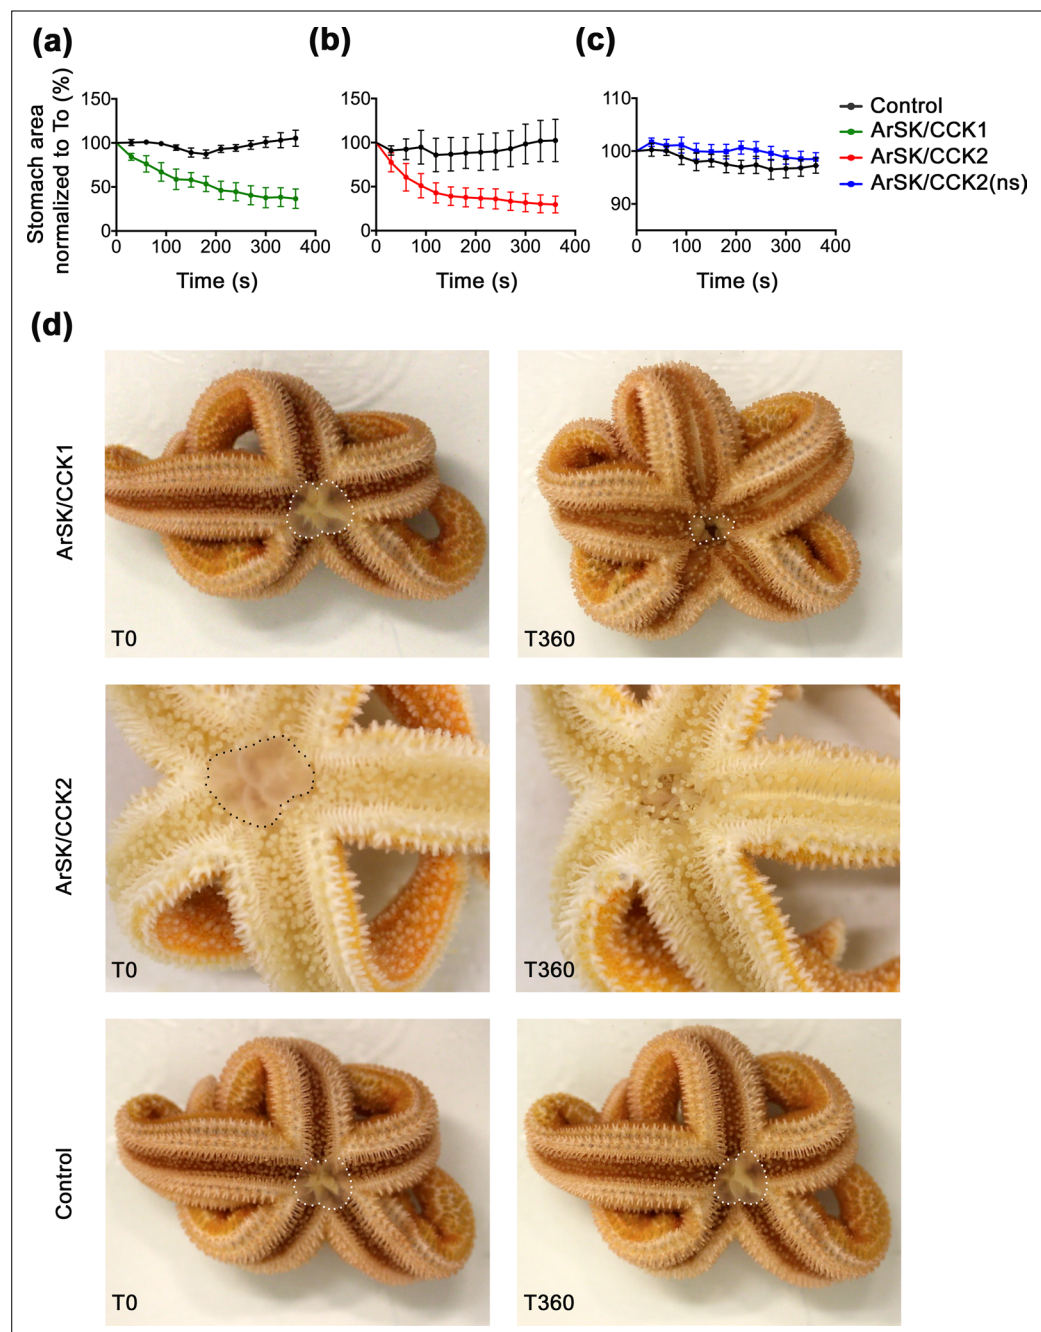 (a)
(b)
(c)
Stomach area
normalized to To (%)
150
100
50
0
0
100
200
300
400
Time (s)
150
100
50
0
0
100
200
300
400
Time (s)
110
100
90
0
100
200
300
400
Time (s)
Control
ArSK/CCK1
ArSK/CCK2
ArSK/CCK2(ns)
(d)
ArSK/CCK1
T0
T360
ArSK/CCK2
T0
T360
Control
T0
T360